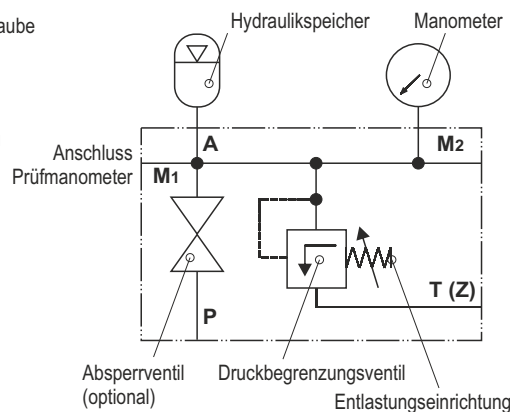 aube
Hydraulikspeicher
Manometer
A
M2
Anschluss
Prüfmanometer
M1
T (Z)
P
Absperrventil
(optional)
Druckbegrenzungsventil
Entlastungseinrichtung